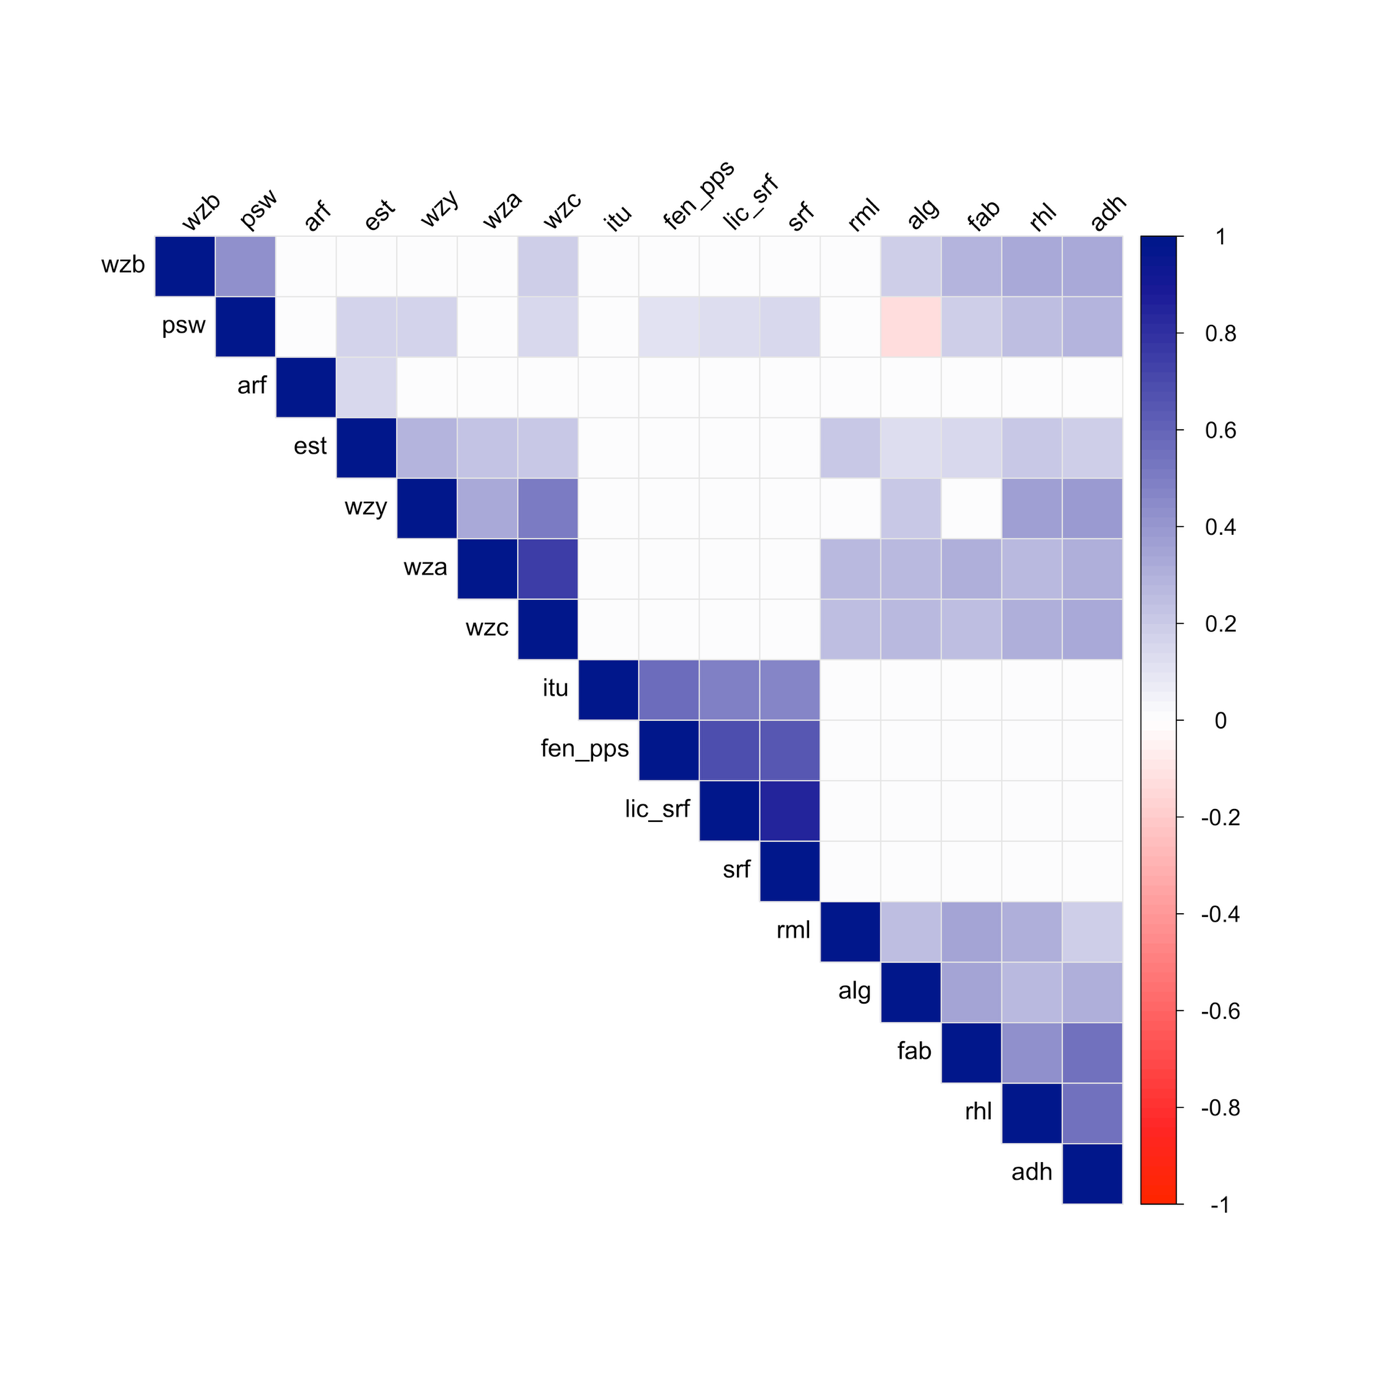 wzb psw arf est wzy wza wzc itu fen_pps lic_srf srf rml alg fab rhl adh
wzb
psw
arf
est
wzy
wza
wzc
itu
fen_pps
lic_srf
srf
rml
alg
fab
rhl
adh
1
0.8
0.6
0.4
0.2
0
-0.2
-0.4
-0.6
-0.8
-1